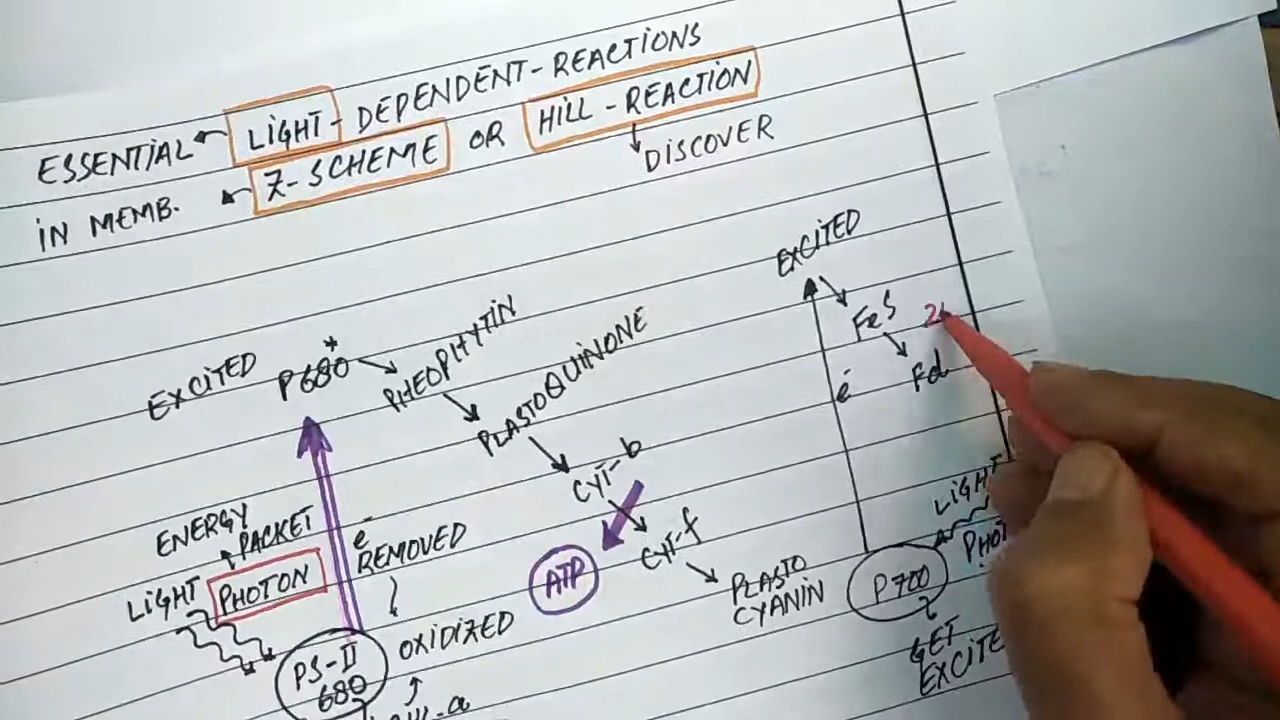 ESSENTIAL LIGHT-DEPENDENT-REACTIONS
IN MEMB. Z-SCHEME OR HILL-REACTION
DISCOVER
EXCITED
FeS
Fd
é
EXCITED P680*
PHEOPHYTIN
PLASTOQUINONE
CYT-b
CYT-f
ATP
PLASTO
CYANIN
P700
LIGHT
GET
ENERGY
PACKET
LIGHT PHOTON
é
REMOVED
OXIDIZED
PS-II
680